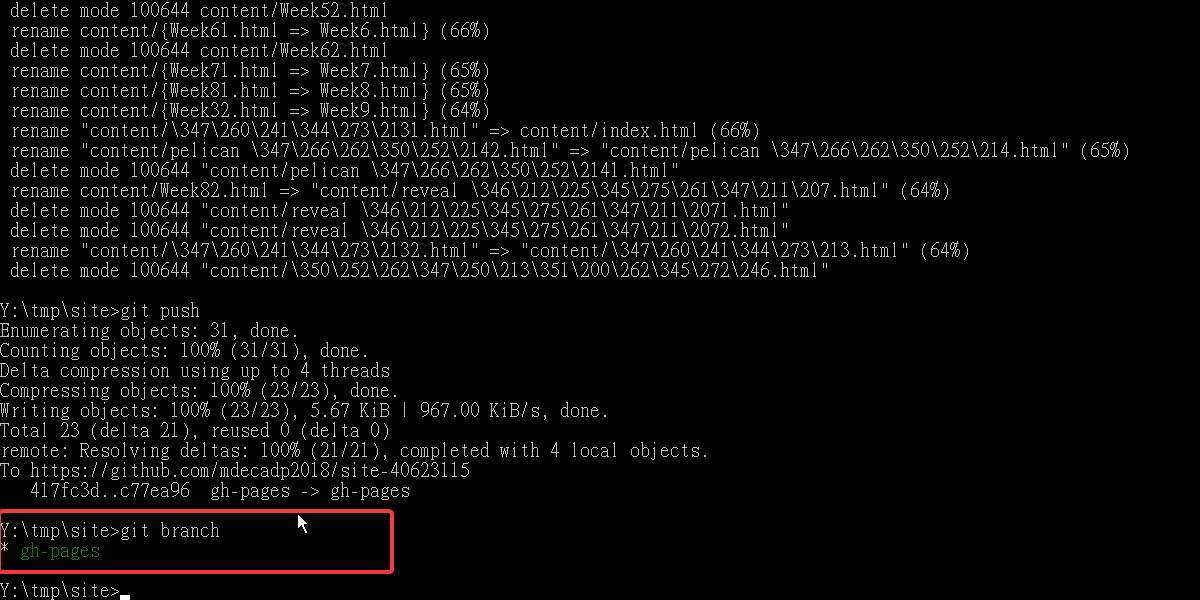 delete mode 100644 content/Week52.html
rename content/{Week61.html => Week6.html} (66%)
delete mode 100644 content/Week62.html
rename content/{Week71.html => Week7.html} (65%)
rename content/{Week81.html => Week8.html} (65%)
rename content/{Week32.html => Week9.html} (64%)
rename "content/\347\260\241\344\273\2131.html" => content/index.html (66%)
rename "content/pelican \347\266\262\350\252\2142.html" => "content/pelican \347\266\262\350\252\214.html" (65%)
delete mode 100644 "content/pelican \347\266\262\350\252\2141.html"
rename content/Week82.html => "content/reveal \346\212\225\345\275\261\347\211\207.html" (64%)
delete mode 100644 "content/reveal \346\212\225\345\275\261\347\211\2071.html"
delete mode 100644 "content/reveal \346\212\225\345\275\261\347\211\2072.html"
rename "content/\347\260\241\344\273\2132.html" => "content/\347\260\241\344\273\213.html" (64%)
delete mode 100644 "content/\350\252\262\347\250\213\351\200\262\345\272\246.html"
Y:\tmp\site>git push
Enumerating objects: 31, done.
Counting objects: 100% (31/31), done.
Delta compression using up to 4 threads
Compressing objects: 100% (23/23), done.
Writing objects: 100% (23/23), 5.67 KiB | 967.00 KiB/s, done.
Total 23 (delta 21), reused 0 (delta 0)
remote: Resolving deltas: 100% (21/21), completed with 4 local objects.
To https://github.com/mdecadp2018/site-40623115
417fc3d..c77ea96  gh-pages -> gh-pages
Y:\tmp\site>git branch
* gh-pages
Y:\tmp\site>